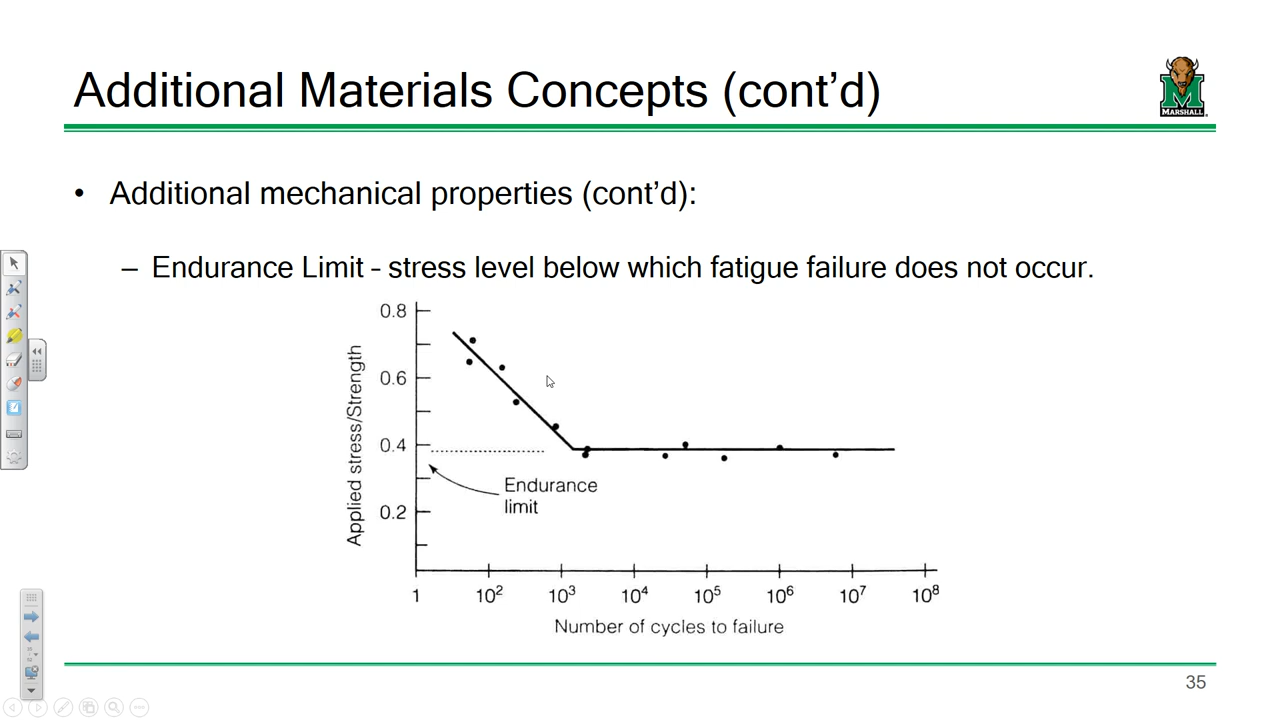 Additional Materials Concepts (cont’d)
MARSHALL
• Additional mechanical properties (cont’d):
– Endurance Limit - stress level below which fatigue failure does not occur.
0.8
0.6
0.4
0.2
Applied stress/Strength
Endurance
limit
1 10² 10³ 10⁴ 10⁵ 10⁶ 10⁷ 10⁸
Number of cycles to failure
35